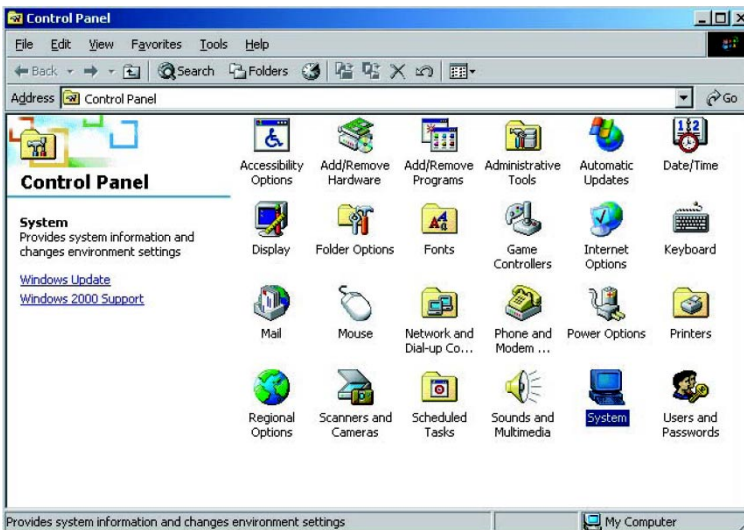 Control Panel
File Edit View Favorites Tools Help
Back Search Folders
Address Control Panel Go
Control Panel
System
Provides system information and
changes environment settings
Windows Update
Windows 2000 Support
Accessibility
Options
Add/Remove
Hardware
Add/Remove
Programs
Administrative
Tools
Automatic
Updates
Date/Time
Display
Folder Options
Fonts
Game
Controllers
Internet
Options
Keyboard
Mail
Mouse
Network and
Dial-up Co...
Phone and
Modem ...
Power Options
Printers
Regional
Options
Scanners and
Cameras
Scheduled
Tasks
Sounds and
Multimedia
System
Users and
Passwords
Provides system information and changes environment settings My Computer